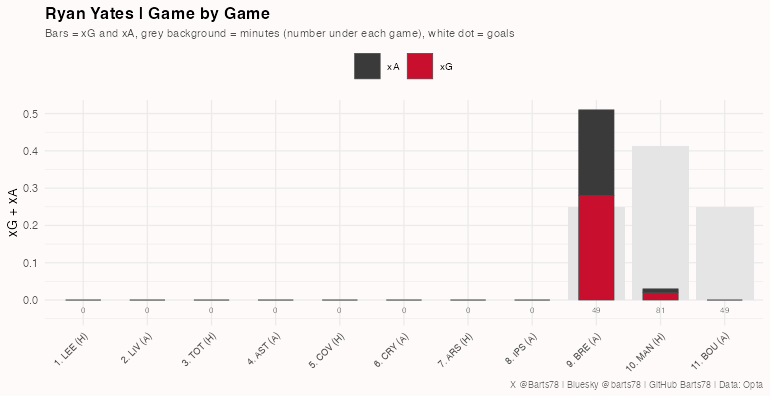 Ryan Yates | Game by Game
Bars = xG and xA, grey background = minutes (number under each game), white dot = goals
xA xG
xG + xA
0.5
0.4
0.3
0.2
0.1
0.0
0 0 0 0 0 0 0 0 49 81 49
1. LEE (H) 2. LIV (A) 3. TOT (H) 4. AST (A) 5. COV (H) 6. CRY (A) 7. ARS (H) 8. IPS (A) 9. BRE (A) 10. MAN (H) 11. BOU (A)
X @Barts78 | Bluesky @barts78 | GitHub Barts78 | Data: Opta